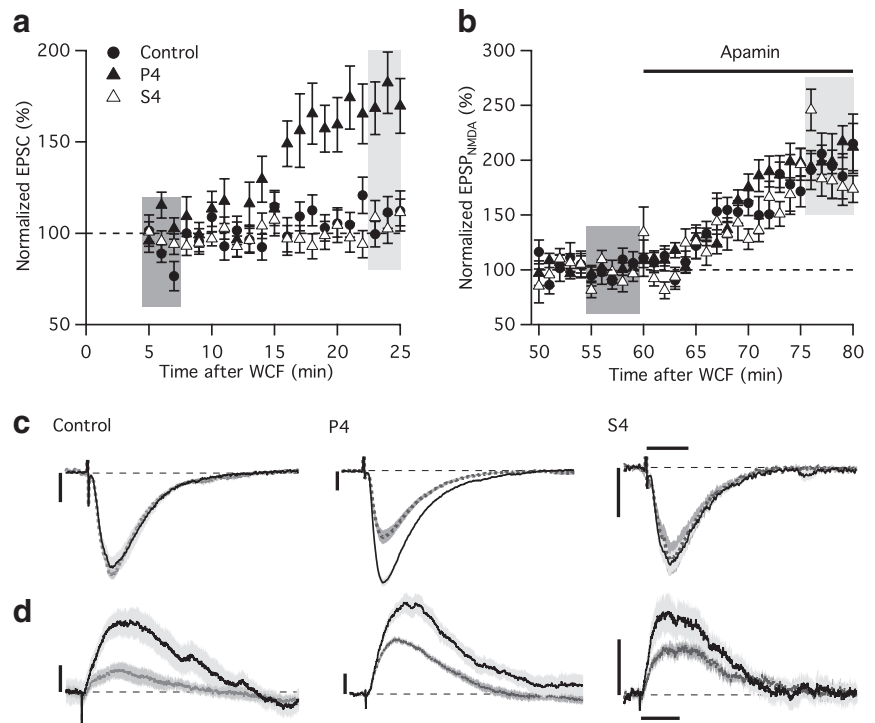 a
b
200
150
100
50
Normalized EPSC (%)
Control
P4
S4
0
5
10
15
20
25
Time after WCF (min)
300
250
200
150
100
50
Normalized EPSP_NMDA (%)
Apamin
50
55
60
65
70
75
80
Time after WCF (min)
c
Control
P4
S4
d